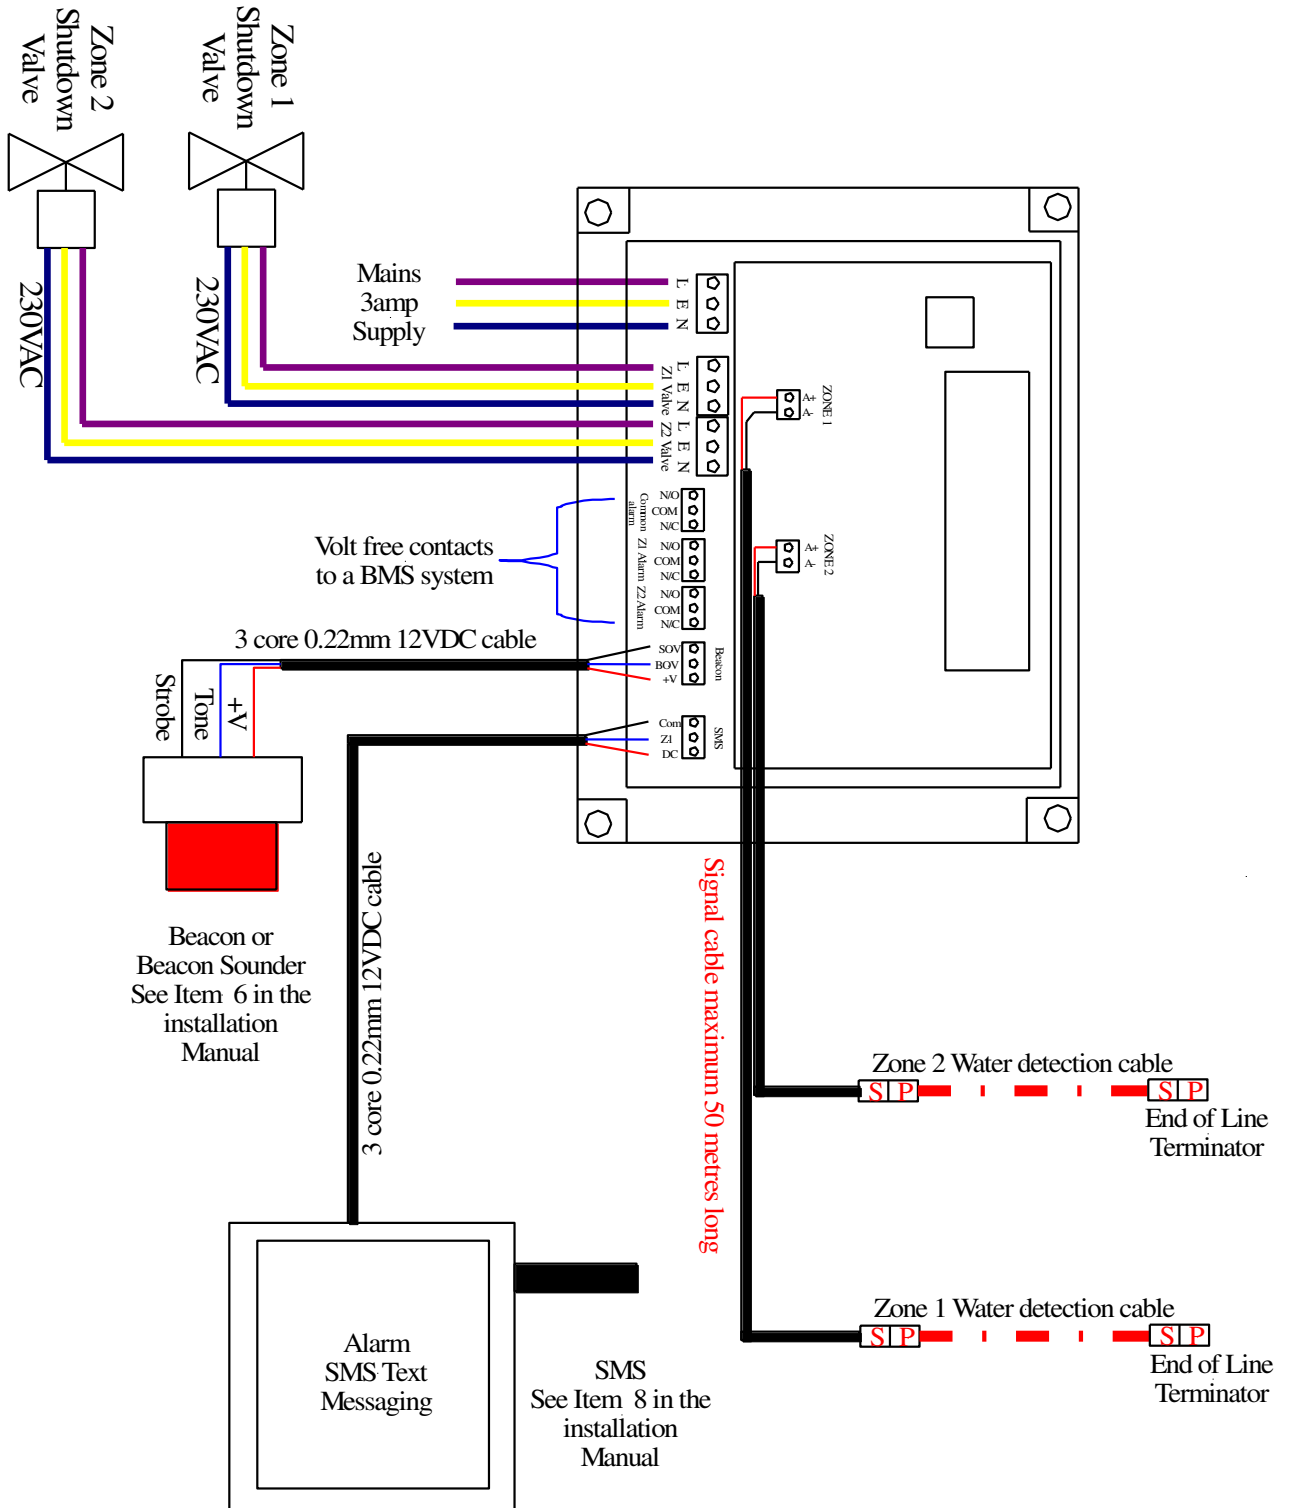 Zone 2
Shutdown
Valve
Zone 1
Shutdown
Valve
230VAC
230VAC
Mains
3amp
Supply
L
E
N
Z1 Valve
L
E
N
Z2 Valve
L
E
N
ZONE 1
A+
A-
ZONE 2
A+
A-
Common
alarm
N/O
COM
N/C
Z1 Alarm
N/O
COM
N/C
Z2 Alarm
N/O
COM
N/C
Volt free contacts
to a BMS system
3 core 0.22mm 12VDC cable
SOV
BOV
+V
Beacon
Strobe
Tone
+V
Com
Z1
DC
SMS
Beacon or
Beacon Sounder
See Item 6 in the
installation
Manual
3 core 0.22mm 12VDC cable
Signal cable maximum 50 metres long
Zone 2 Water detection cable
S P
S P
End of Line
Terminator
Zone 1 Water detection cable
S P
S P
End of Line
Terminator
Alarm
SMS Text
Messaging
SMS
See Item 8 in the
installation
Manual